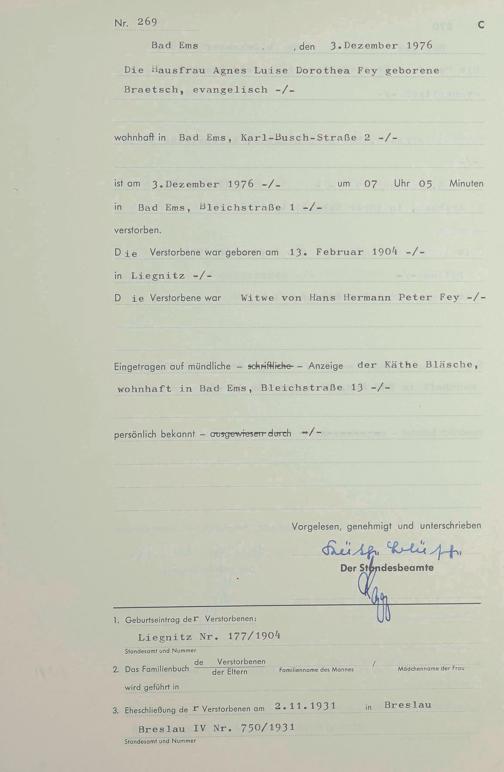 Nr. 269 C
Bad Ems , den 3.Dezember 1976
Die Hausfrau Agnes Luise Dorothea Fey geborene
Braetsch, evangelisch -/-
wohnhaft in Bad Ems, Karl-Busch-Straße 2 -/-
ist am 3.Dezember 1976 -/- um 07 Uhr 05 Minuten
in Bad Ems, Bleichstraße 1 -/-
verstorben.
Die Verstorbene war geboren am 13. Februar 1904 -/-
in Liegnitz -/-
Die Verstorbene war Witwe von Hans Hermann Peter Fey -/-
Eingetragen auf mündliche – schriftliche – Anzeige der Käthe Bläsche,
wohnhaft in Bad Ems, Bleichstraße 13 -/-
persönlich bekannt – ausgewiesen durch -/-
Vorgelesen, genehmigt und unterschrieben
Der Standesbeamte
1. Geburtseintrag der Verstorbenen:
Liegnitz Nr. 177/1904
Standesamt und Nummer
2. Das Familienbuch de Verstorbenen der Eltern Familienname des Mannes / Mädchenname der Frau
wird geführt in
3. Eheschließung der Verstorbenen am 2.11.1931 in Breslau
Breslau IV Nr. 750/1931
Standesamt und Nummer